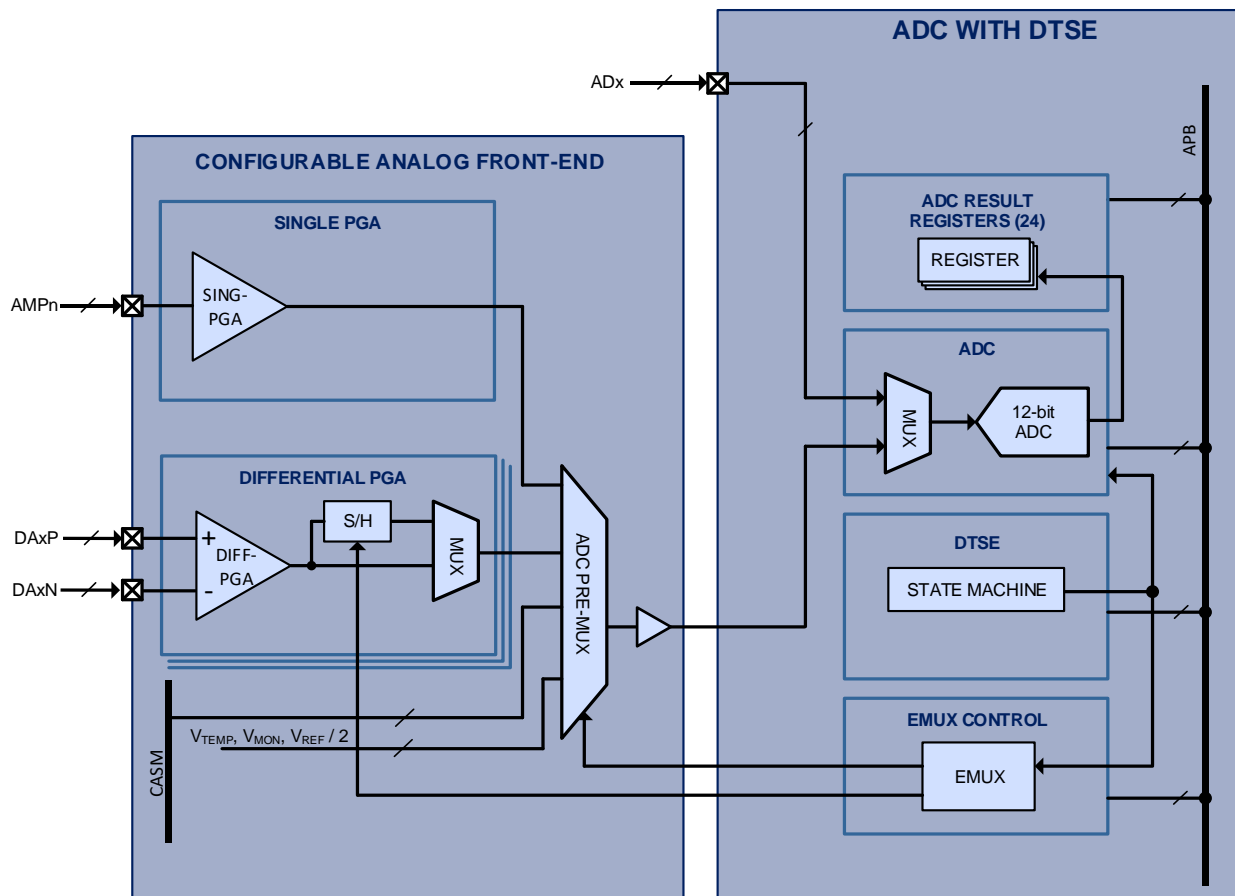 ADC WITH DTSE
ADx
APB
CONFIGURABLE ANALOG FRONT-END
SINGLE PGA
AMPn
SING-
PGA
ADC RESULT
REGISTERS (24)
REGISTER
ADC
MUX
12-bit
ADC
DIFFERENTIAL PGA
DAxP
DAxN
+
-
DIFF-
PGA
S/H
MUX
ADC PRE-MUX
DTSE
STATE MACHINE
CASM
VTEMP, VMON, VREF / 2
EMUX CONTROL
EMUX